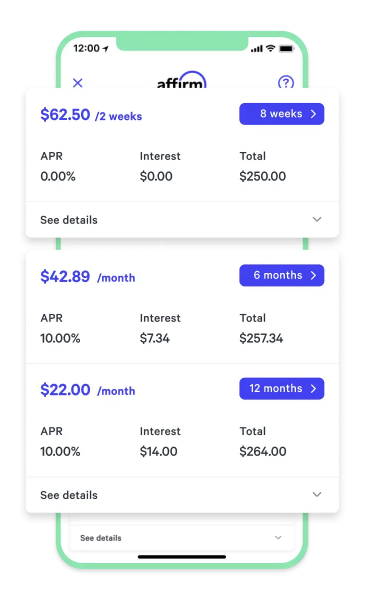 12:00
affirm
$62.50 /2 weeks 8 weeks
APR Interest Total
0.00% $0.00 $250.00
See details
$42.89 /month 6 months
APR Interest Total
10.00% $7.34 $257.34
$22.00 /month 12 months
APR Interest Total
10.00% $14.00 $264.00
See details
See details